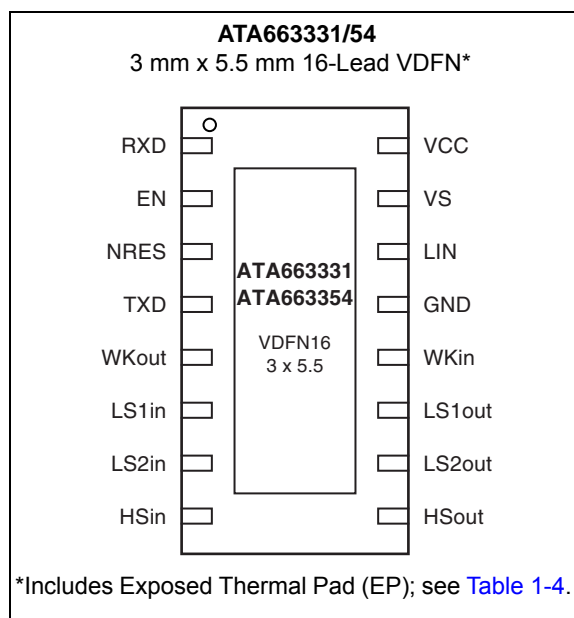 ATA663331/54
3 mm x 5.5 mm 16-Lead VDFN*
RXD
VCC
EN
VS
NRES
LIN
ATA663331
ATA663354
TXD
GND
VDFN16
3 x 5.5
WKout
WKin
LS1in
LS1out
LS2in
LS2out
HSin
HSout
*Includes Exposed Thermal Pad (EP); see Table 1-4.